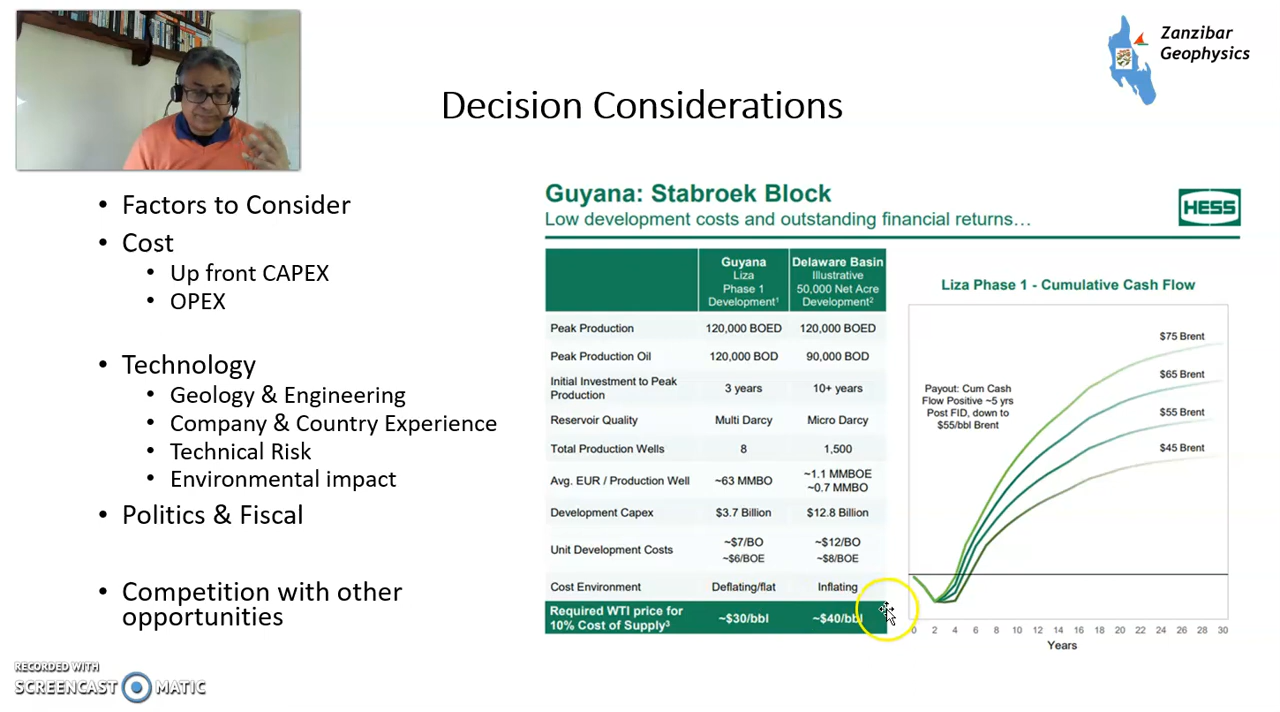 Zanzibar
Geophysics
Decision Considerations
• Factors to Consider
• Cost
• Up front CAPEX
• OPEX
• Technology
• Geology & Engineering
• Company & Country Experience
• Technical Risk
• Environmental impact
• Politics & Fiscal
• Competition with other
opportunities
Guyana: Stabroek Block
Low development costs and outstanding financial returns…
HESS
Guyana
Liza
Phase 1
Development¹
Delaware Basin
Illustrative
50,000 Net Acre
Development²
Peak Production 120,000 BOED 120,000 BOED
Peak Production Oil 120,000 BOD 90,000 BOD
Initial Investment to Peak
Production
3 years 10+ years
Reservoir Quality Multi Darcy Micro Darcy
Total Production Wells 8 1,500
Avg. EUR / Production Well ~63 MMBO ~1.1 MMBOE
~0.7 MMBO
Development Capex $3.7 Billion $12.8 Billion
Unit Development Costs ~$7/BO ~$12/BO
~$6/BOE ~$8/BOE
Cost Environment Deflating/flat Inflating
Required WTI price for
10% Cost of Supply³
~$30/bbl ~$40/bbl
Liza Phase 1 - Cumulative Cash Flow
$75 Brent
$65 Brent
$55 Brent
$45 Brent
Payout: Cum Cash
Flow Positive ~5 yrs
Post FID, down to
$55/bbl Brent
0 2 4 6 8 10 12 14 16 18 20 22 24 26 28 30
Years
RECORDED WITH
SCREENCAST MATIC